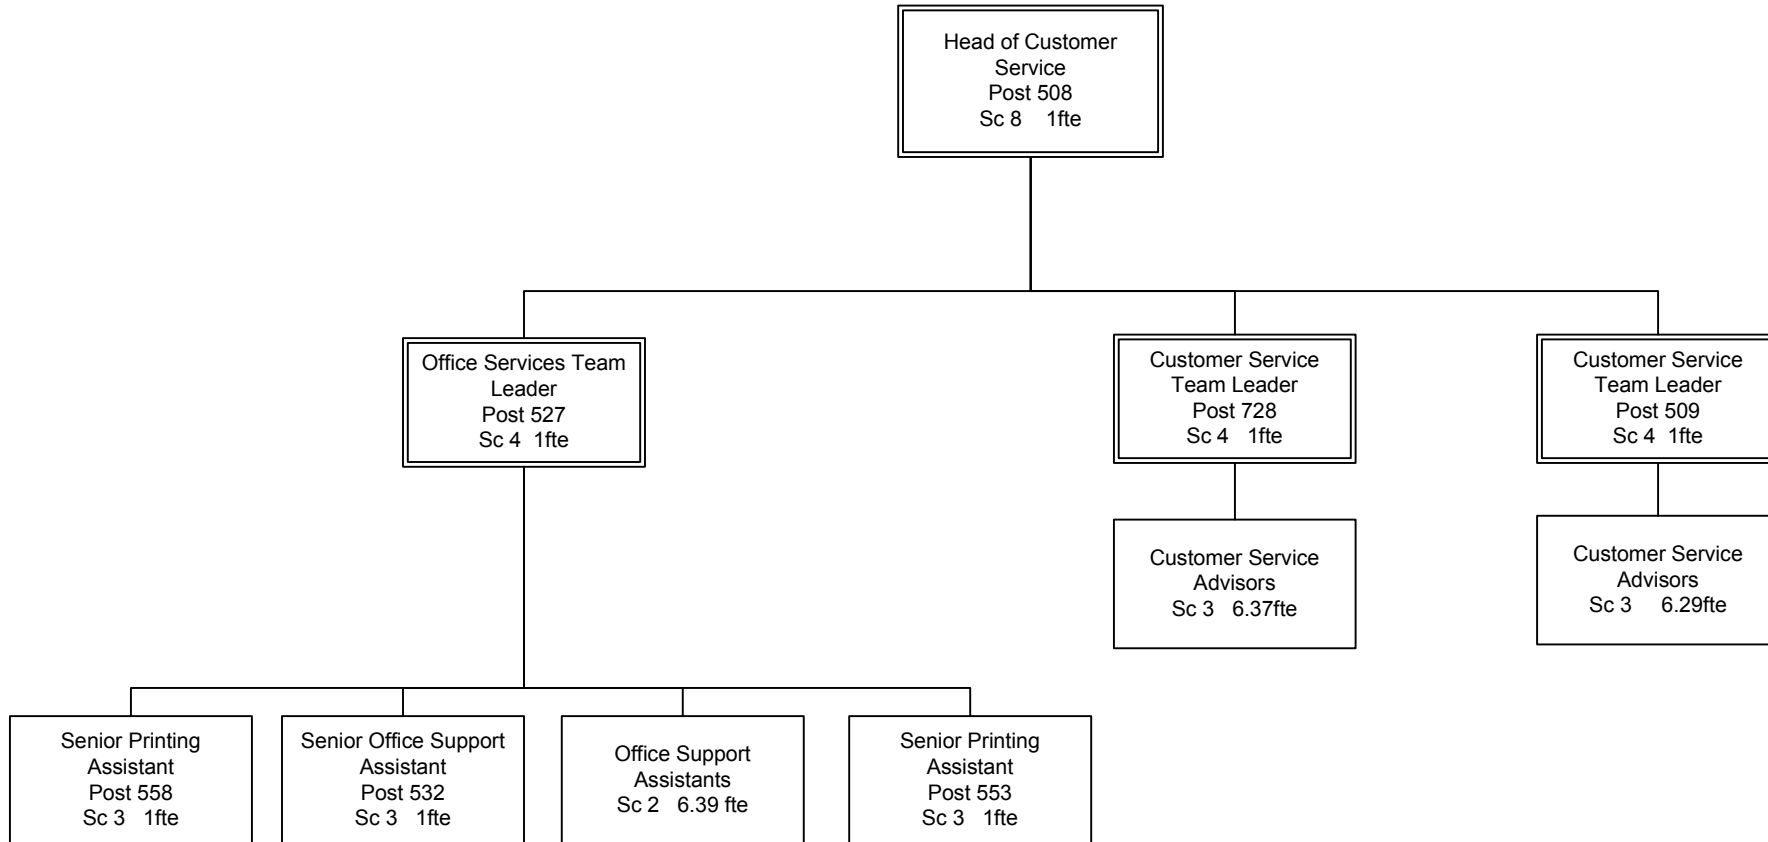 Head of Customer
Service
Post 508
Sc 8 1fte
Office Services Team
Leader
Post 527
Sc 4 1fte
Customer Service
Team Leader
Post 728
Sc 4 1fte
Customer Service
Team Leader
Post 509
Sc 4 1fte
Customer Service
Advisors
Sc 3 6.37fte
Customer Service
Advisors
Sc 3 6.29fte
Senior Printing
Assistant
Post 558
Sc 3 1fte
Senior Office Support
Assistant
Post 532
Sc 3 1fte
Office Support
Assistants
Sc 2 6.39 fte
Senior Printing
Assistant
Post 553
Sc 3 1fte